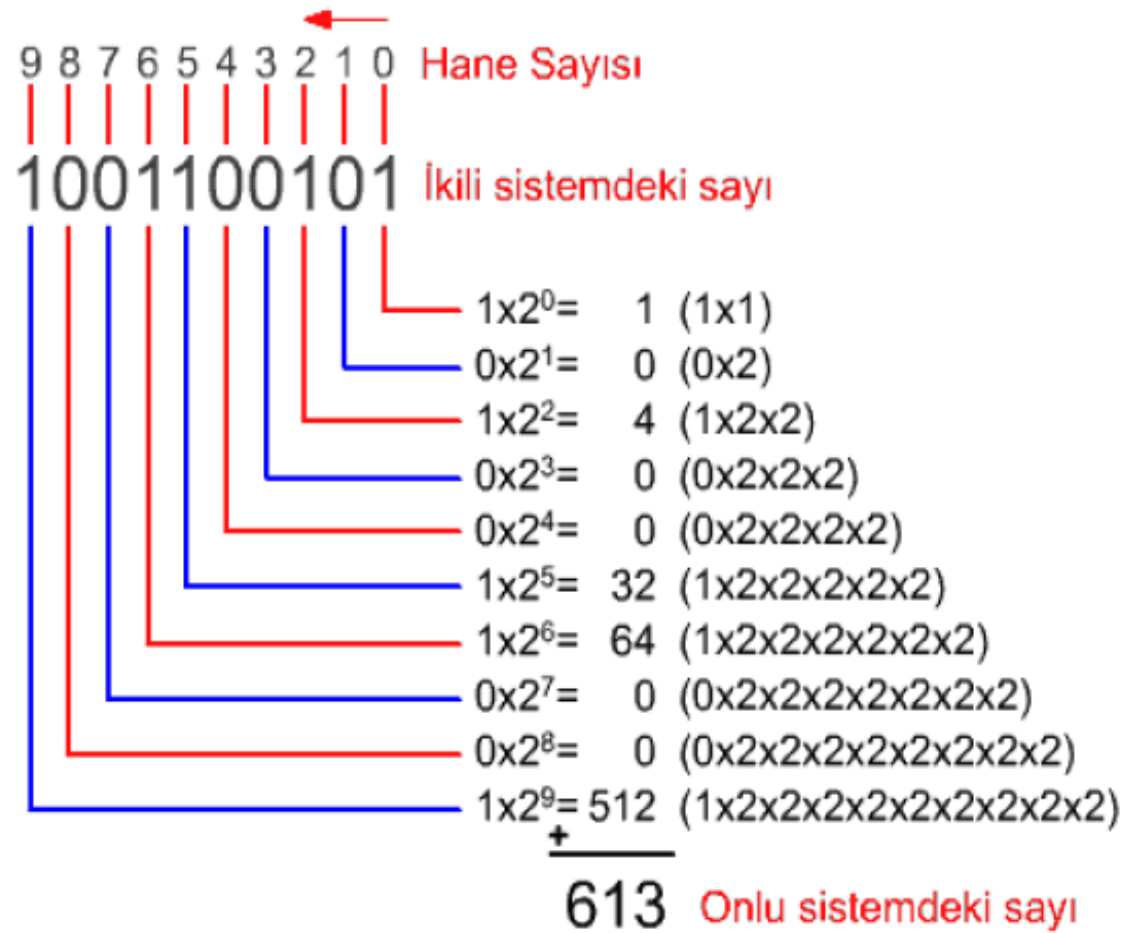 9 8 7 6 5 4 3 2 1 0 Hane Sayısı
1001100101 İkili sistemdeki sayı
1x2⁰= 1 (1x1)
0x2¹= 0 (0x2)
1x2²= 4 (1x2x2)
0x2³= 0 (0x2x2x2)
0x2⁴= 0 (0x2x2x2x2)
1x2⁵= 32 (1x2x2x2x2x2)
1x2⁶= 64 (1x2x2x2x2x2x2)
0x2⁷= 0 (0x2x2x2x2x2x2x2)
0x2⁸= 0 (0x2x2x2x2x2x2x2x2)
1x2⁹= 512 (1x2x2x2x2x2x2x2x2x2)
+
613 Onlu sistemdeki sayı